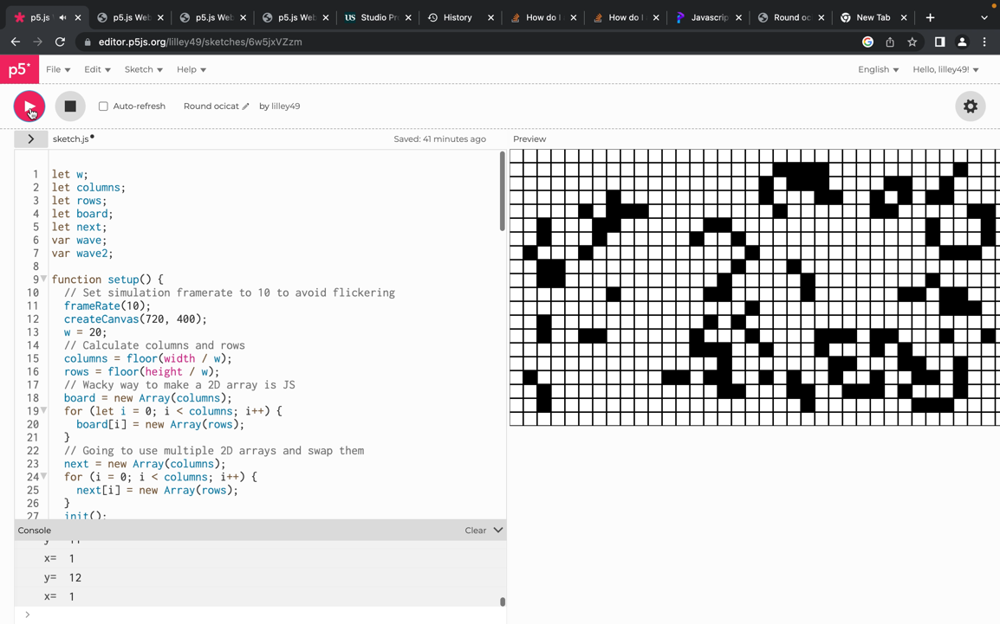 p5.js W
p5.js Web
p5.js Web
p5.js We
US Studio Pr
History
How do I
How do I
Javascrip
Round oc
New Tab
editor.p5js.org/lilley49/sketches/6w5jxVZzm
p5* File Edit Sketch Help English Hello, lilley49!
Auto-refresh Round ocicat by lilley49
> sketch.js Saved: 41 minutes ago Preview
1 let w;
2 let columns;
3 let rows;
4 let board;
5 let next;
6 var wave;
7 var wave2;
8
9 function setup() {
10 // Set simulation framerate to 10 to avoid flickering
11 frameRate(10);
12 createCanvas(720, 400);
13 w = 20;
14 // Calculate columns and rows
15 columns = floor(width / w);
16 rows = floor(height / w);
17 // Wacky way to make a 2D array is JS
18 board = new Array(columns);
19 for (let i = 0; i < columns; i++) {
20 board[i] = new Array(rows);
21 }
22 // Going to use multiple 2D arrays and swap them
23 next = new Array(columns);
24 for (i = 0; i < columns; i++) {
25 next[i] = new Array(rows);
26 }
27 init();
Console Clear
x= 1
y= 12
x= 1
>